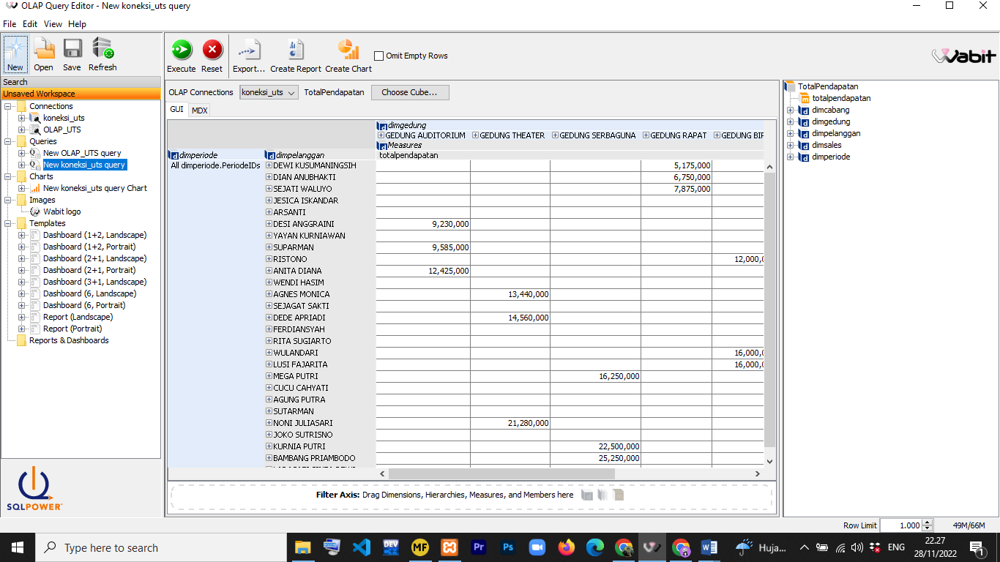 OLAP Query Editor - New koneksi_uts query
File Edit View Help
New Open Save Refresh
Search
Unsaved Workspace
Connections
koneksi_uts
OLAP_UTS
Queries
New OLAP_UTS query
New koneksi_uts query
Charts
New koneksi_uts query Chart
Images
Wabit logo
Templates
Dashboard (1+2, Landscape)
Dashboard (1+2, Portrait)
Dashboard (2+1, Landscape)
Dashboard (2+1, Portrait)
Dashboard (3+1, Landscape)
Dashboard (6, Landscape)
Dashboard (6, Portrait)
Report (Landscape)
Report (Portrait)
Reports & Dashboards
SQLPOWER
Execute Reset Export... Create Report Create Chart Omit Empty Rows
Wabit
OLAP Connections koneksi_uts TotalPendapatan Choose Cube...
GUI MDX
dimgedung
GEDUNG AUDITORIUM GEDUNG THEATER GEDUNG SERBAGUNA GEDUNG RAPAT GEDUNG BIF
Measures
dimperiode dimpelanggan totalpendapatan
All dimperiode.PeriodeIDs DEWI KUSUMANINGSIH 5,175,000
DIAN ANUBHAKTI 6,750,000
SEJATI WALUYO 7,875,000
JESICA ISKANDAR
ARSANTI
DESI ANGGRAINI 9,230,000
YAYAN KURNIAWAN
SUPARMAN 9,585,000
RISTONO 12,000,0
ANITA DIANA 12,425,000
WENDI HASIM
AGNES MONICA 13,440,000
SEJAGAT SAKTI
DEDE APRIADI 14,560,000
FERDIANSYAH
RITA SUGIARTO
WULANDARI 16,000,0
LUSI FAJARITA 16,000,0
MEGA PUTRI 16,250,000
CUCU CAHYATI
AGUNG PUTRA
SUTARMAN
NONI JULIASARI 21,280,000
JOKO SUTRISNO
KURNIA PUTRI 22,500,000
BAMBANG PRIAMBODO 25,250,000
Filter Axis: Drag Dimensions, Hierarchies, Measures, and Members here
TotalPendapatan
totalpendapatan
dimcabang
dimgedung
dimpelanggan
dimsales
dimperiode
Row Limit 1.000 49M/66M
Type here to search
DEV
MF
Pr
Ps
Huja...
ENG
22.27
28/11/2022
1